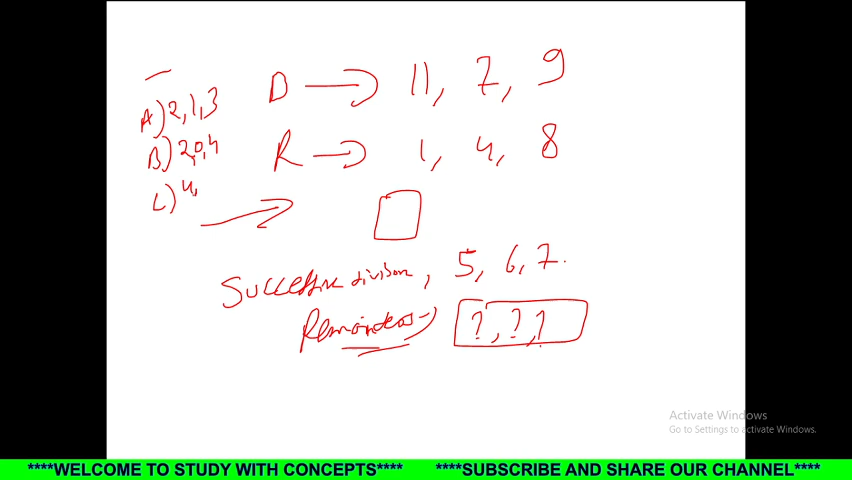 D → 11, 7, 9
A) 2, 1, 3
R → 1, 4, 8
B) 2, 0, 4
C) 4,
Successive division, 5, 6, 7.
Remainders → ?, ?, ?
Activate Windows
Go to Settings to activate Windows.
****WELCOME TO STUDY WITH CONCEPTS**** ****SUBSCRIBE AND SHARE OUR CHANNEL****